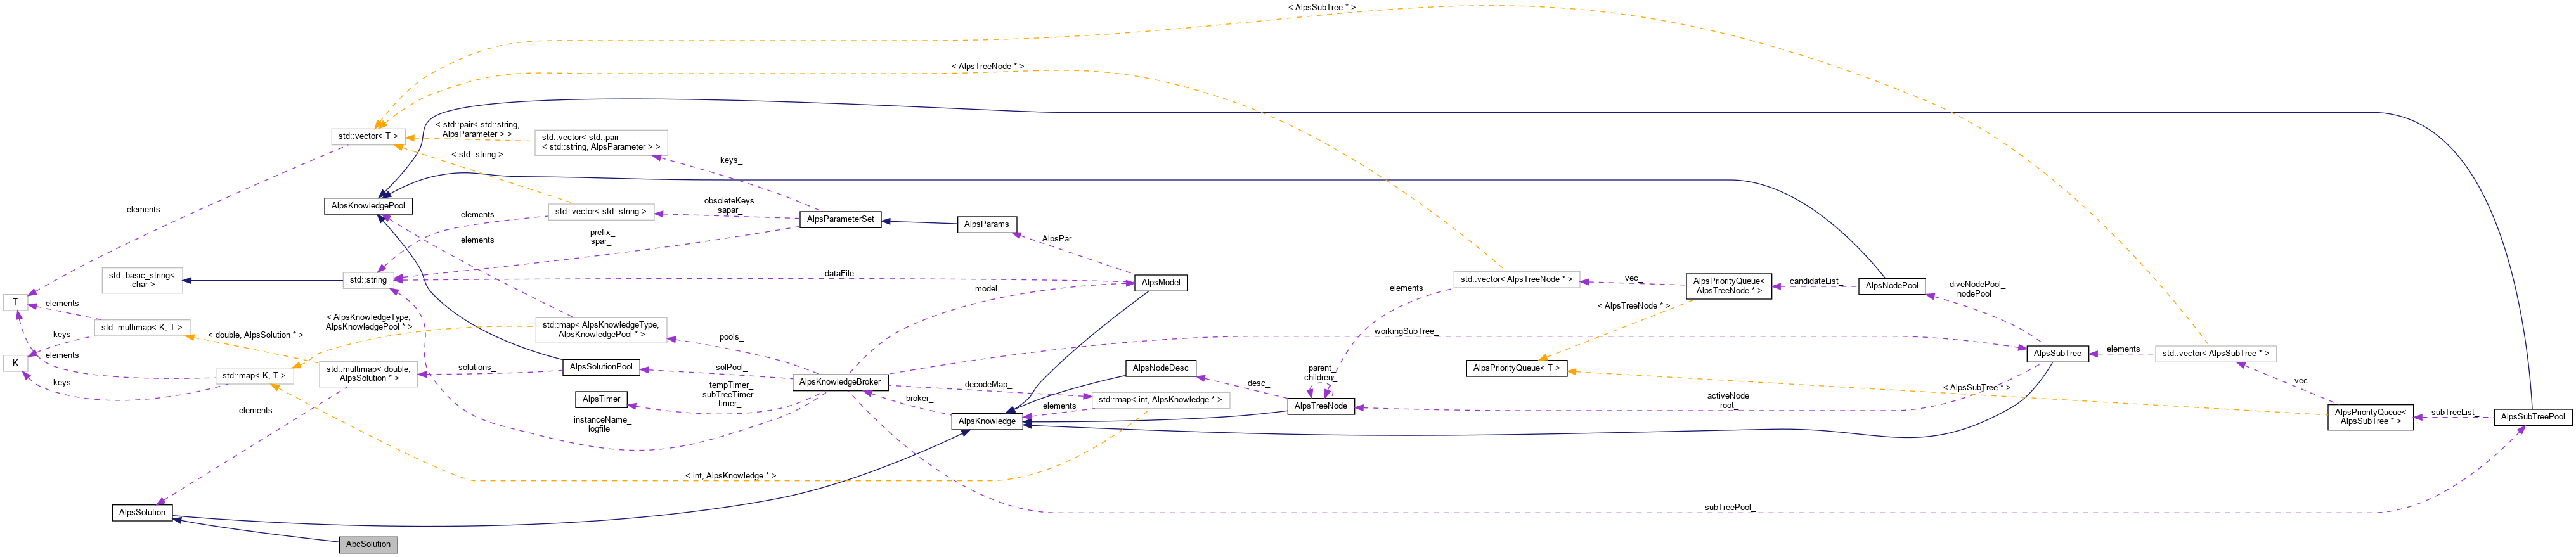 < AlpsSubTree * >
< AlpsTreeNode * >
< std::pair< std::string,
AlpsParameter > >
std::vector< T >
std::vector< std::pair
< std::string, AlpsParameter > >
< std::string >
keys_
elements
AlpsKnowledgePool
elements
std::vector< std::string >
obsoleteKeys_
sapar_
AlpsParameterSet
AlpsParams
prefix_
spar_
elements
AlpsPar_
std::basic_string<
char >
std::string
dataFile_
AlpsModel
model_
elements
std::vector< AlpsTreeNode * >
vec_
AlpsPriorityQueue<
AlpsTreeNode * >
candidateList_
AlpsNodePool
diveNodePool_
nodePool_
T
elements
std::multimap< K, T >
keys
K
elements
keys
< double, AlpsSolution * >
< AlpsKnowledgeType,
AlpsKnowledgePool * >
std::map< AlpsKnowledgeType,
AlpsKnowledgePool * >
pools_
workingSubTree_
< AlpsTreeNode * >
AlpsSubTree
elements
std::vector< AlpsSubTree * >
std::map< K, T >
std::multimap< double,
AlpsSolution * >
solutions_
AlpsSolutionPool
solPool_
AlpsKnowledgeBroker
decodeMap_
AlpsNodeDesc
desc_
parent_
children_
AlpsPriorityQueue< T >
< AlpsSubTree * >
vec_
elements
AlpsTimer
tempTimer_
subTreeTimer_
timer_
broker_
elements
std::map< int, AlpsKnowledge * >
AlpsKnowledge
AlpsTreeNode
activeNode_
root_
AlpsPriorityQueue<
AlpsSubTree * >
subTreeList_
AlpsSubTreePool
instanceName_
logfile_
< int, AlpsKnowledge * >
subTreePool_
AlpsSolution
AbcSolution